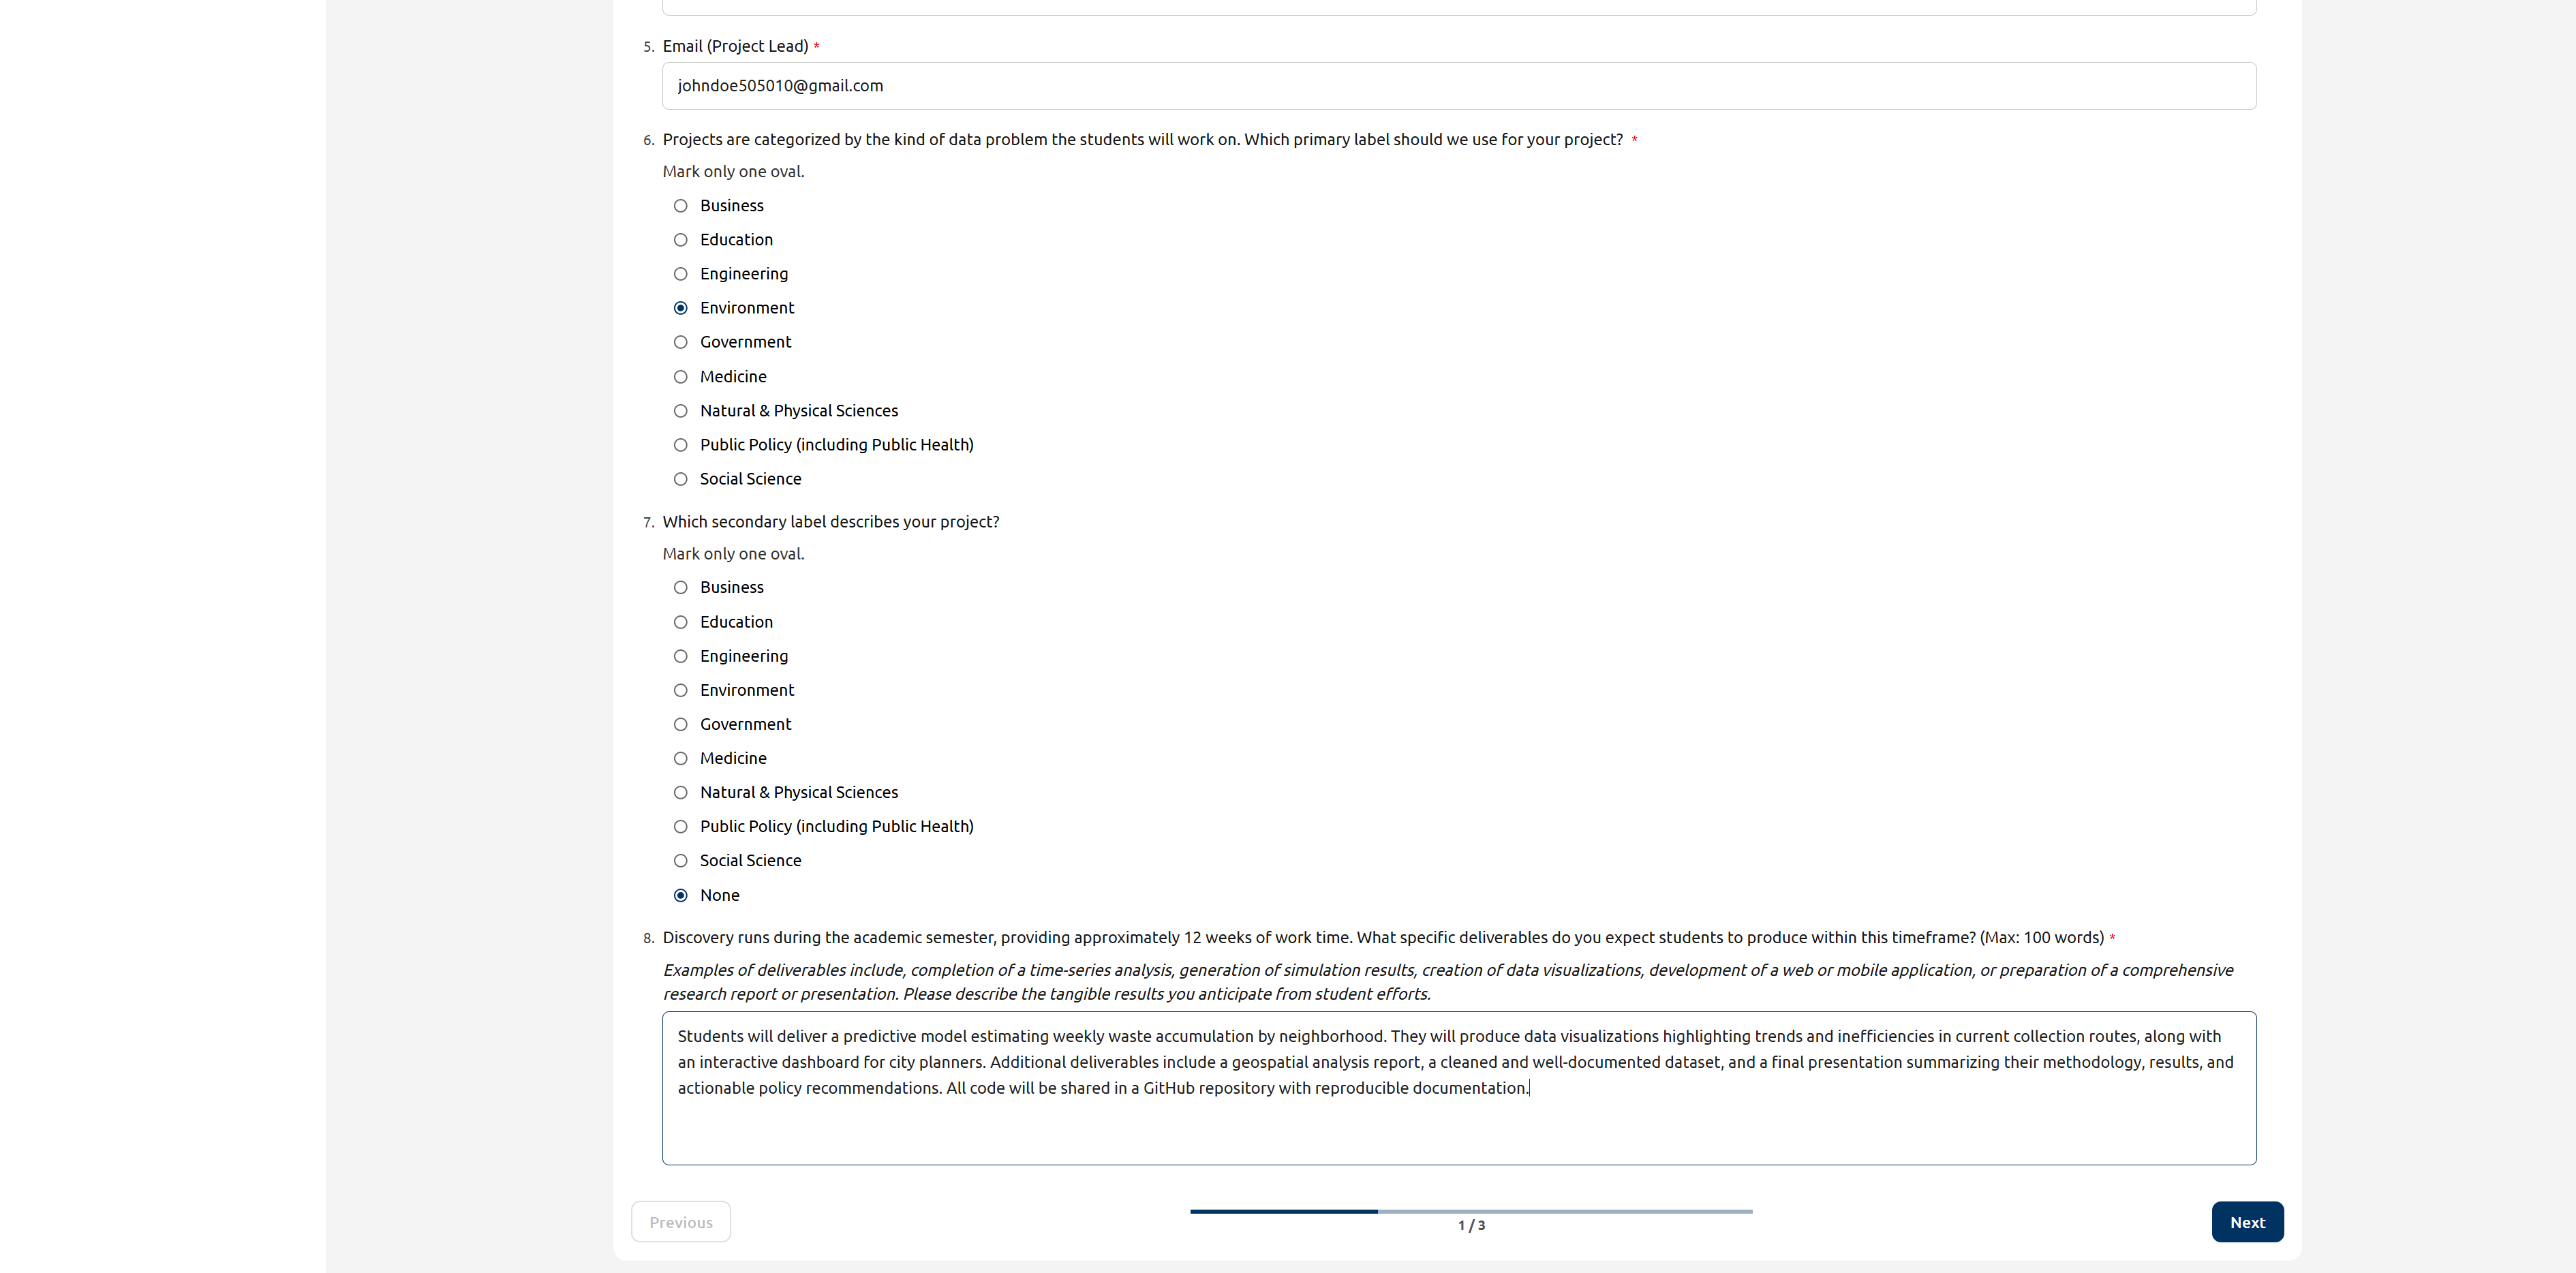 5. Email (Project Lead) *
johndoe505010@gmail.com
6. Projects are categorized by the kind of data problem the students will work on. Which primary label should we use for your project? *
Mark only one oval.
Business
Education
Engineering
Environment
Government
Medicine
Natural & Physical Sciences
Public Policy (including Public Health)
Social Science
7. Which secondary label describes your project?
Mark only one oval.
Business
Education
Engineering
Environment
Government
Medicine
Natural & Physical Sciences
Public Policy (including Public Health)
Social Science
None
8. Discovery runs during the academic semester, providing approximately 12 weeks of work time. What specific deliverables do you expect students to produce within this timeframe? (Max: 100 words) *
Examples of deliverables include, completion of a time-series analysis, generation of simulation results, creation of data visualizations, development of a web or mobile application, or preparation of a comprehensive
research report or presentation. Please describe the tangible results you anticipate from student efforts.
Students will deliver a predictive model estimating weekly waste accumulation by neighborhood. They will produce data visualizations highlighting trends and inefficiencies in current collection routes, along with
an interactive dashboard for city planners. Additional deliverables include a geospatial analysis report, a cleaned and well-documented dataset, and a final presentation summarizing their methodology, results, and
actionable policy recommendations. All code will be shared in a GitHub repository with reproducible documentation.
Previous
1 / 3
Next